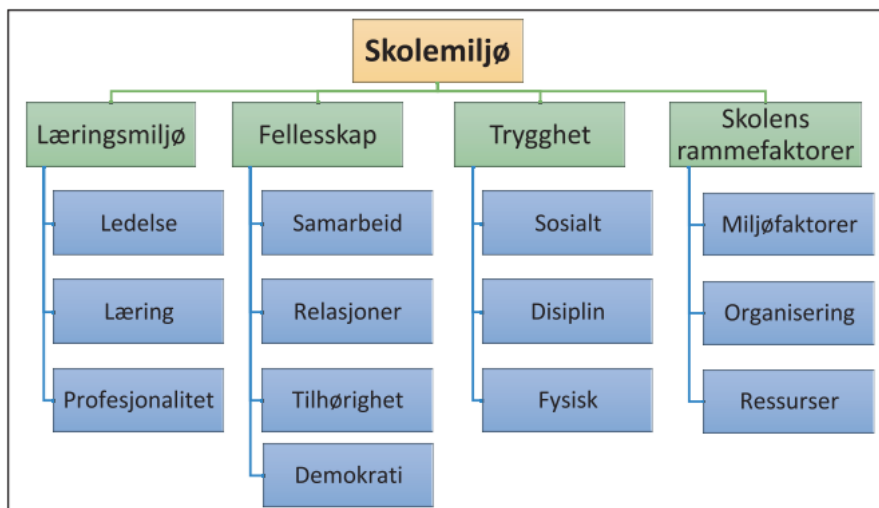 Skolemiljø
Læringsmiljø
Ledelse
Læring
Profesjonalitet
Fellesskap
Samarbeid
Relasjoner
Tilhørighet
Demokrati
Trygghet
Sosialt
Disiplin
Fysisk
Skolens
rammefaktorer
Miljøfaktorer
Organisering
Ressurser